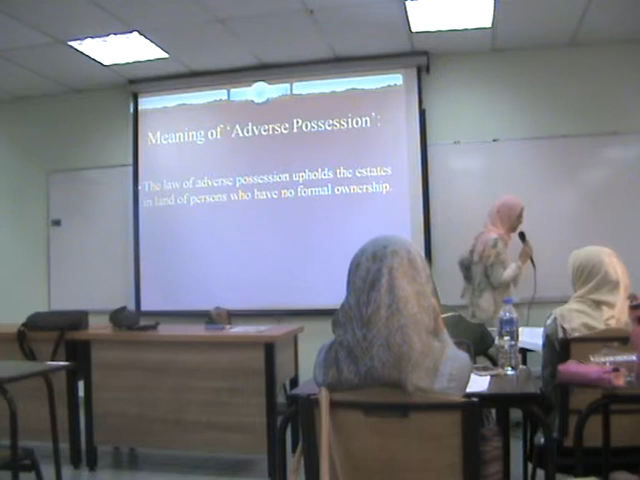 Meaning of 'Adverse Possession':
The law of adverse possession upholds the estates
in land of persons who have no formal ownership.